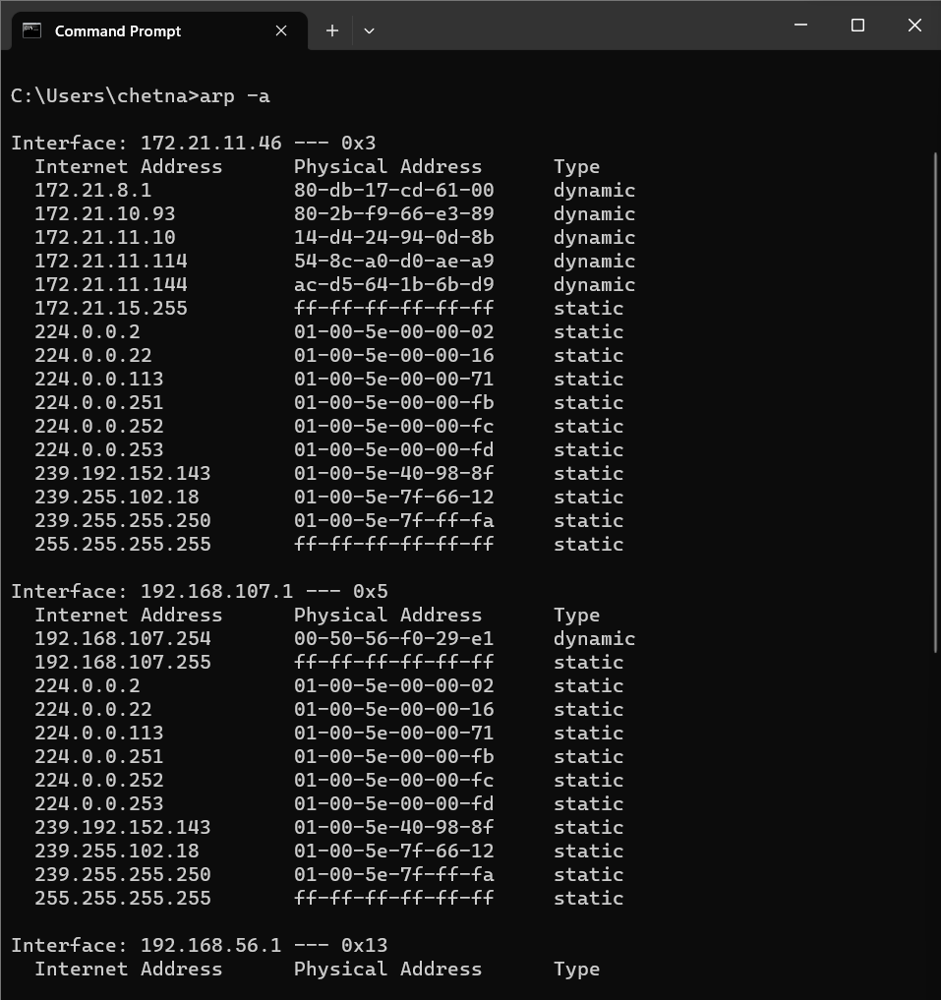 Command Prompt
C:\Users\chetna>arp -a
Interface: 172.21.11.46 --- 0x3
Internet Address Physical Address Type
172.21.8.1 80-db-17-cd-61-00 dynamic
172.21.10.93 80-2b-f9-66-e3-89 dynamic
172.21.11.10 14-d4-24-94-0d-8b dynamic
172.21.11.114 54-8c-a0-d0-ae-a9 dynamic
172.21.11.144 ac-d5-64-1b-6b-d9 dynamic
172.21.15.255 ff-ff-ff-ff-ff-ff static
224.0.0.2 01-00-5e-00-00-02 static
224.0.0.22 01-00-5e-00-00-16 static
224.0.0.113 01-00-5e-00-00-71 static
224.0.0.251 01-00-5e-00-00-fb static
224.0.0.252 01-00-5e-00-00-fc static
224.0.0.253 01-00-5e-00-00-fd static
239.192.152.143 01-00-5e-40-98-8f static
239.255.102.18 01-00-5e-7f-66-12 static
239.255.255.250 01-00-5e-7f-ff-fa static
255.255.255.255 ff-ff-ff-ff-ff-ff static
Interface: 192.168.107.1 --- 0x5
Internet Address Physical Address Type
192.168.107.254 00-50-56-f0-29-e1 dynamic
192.168.107.255 ff-ff-ff-ff-ff-ff static
224.0.0.2 01-00-5e-00-00-02 static
224.0.0.22 01-00-5e-00-00-16 static
224.0.0.113 01-00-5e-00-00-71 static
224.0.0.251 01-00-5e-00-00-fb static
224.0.0.252 01-00-5e-00-00-fc static
224.0.0.253 01-00-5e-00-00-fd static
239.192.152.143 01-00-5e-40-98-8f static
239.255.102.18 01-00-5e-7f-66-12 static
239.255.255.250 01-00-5e-7f-ff-fa static
255.255.255.255 ff-ff-ff-ff-ff-ff static
Interface: 192.168.56.1 --- 0x13
Internet Address Physical Address Type